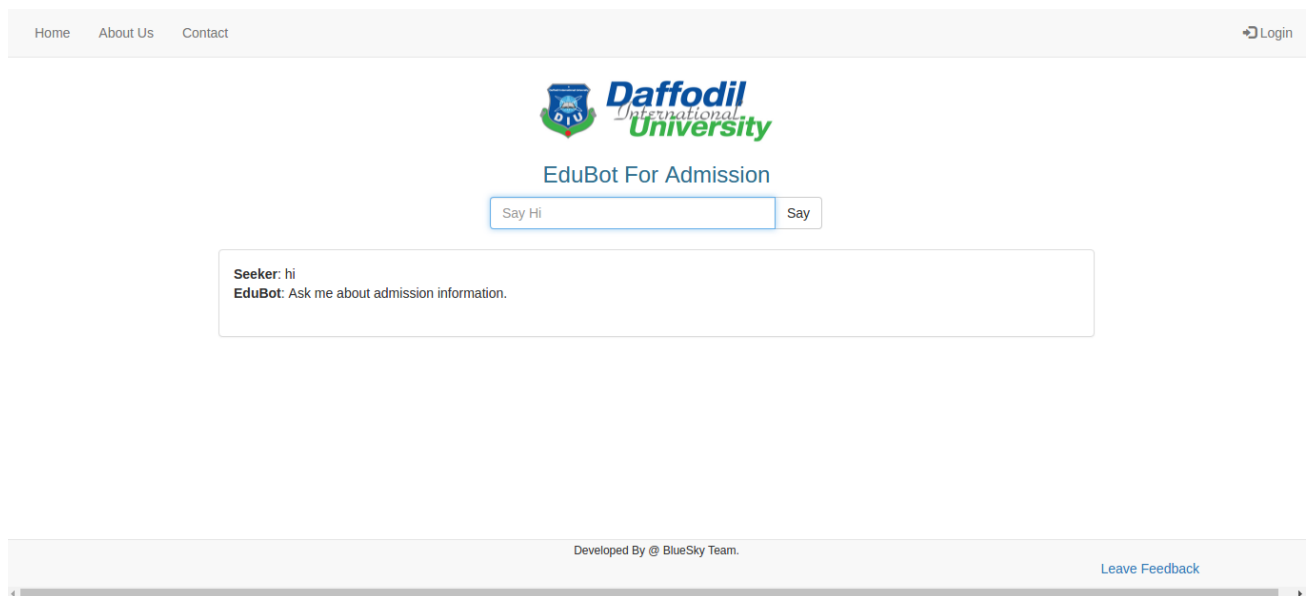 Home About Us Contact Login
Daffodil
International
University
DIU
EduBot For Admission
Say Hi Say
Seeker: hi
EduBot: Ask me about admission information.
Developed By @ BlueSky Team.
Leave Feedback